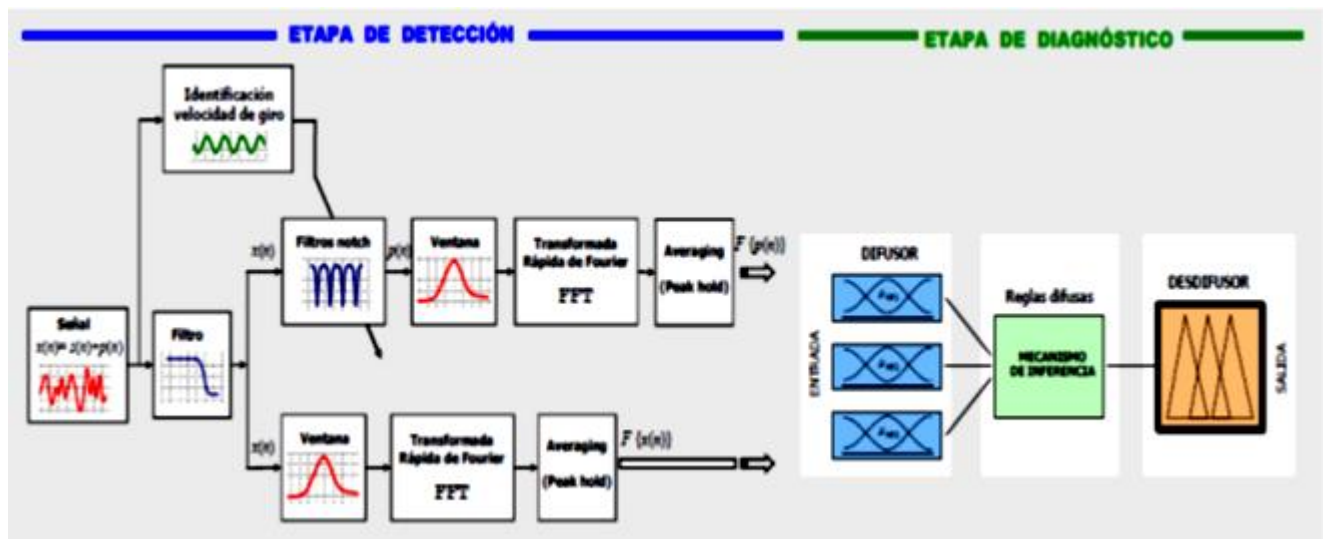 ETAPA DE DETECCIÓN
ETAPA DE DIAGNÓSTICO
Identificación
velocidad de giro
x(n)
Filtros notch
p(n)
Ventana
Transformada
Rápida de Fourier
FFT
Averaging
(Peak hold)
F {p(n)}
Señal
Filtro
x(n)
Ventana
Transformada
Rápida de Fourier
FFT
Averaging
(Peak hold)
F {x(n)}
ENTRADA
DIFUSOR
Reglas difusas
MECANISMO
DE INFERENCIA
DESDIFUSOR
SALIDA